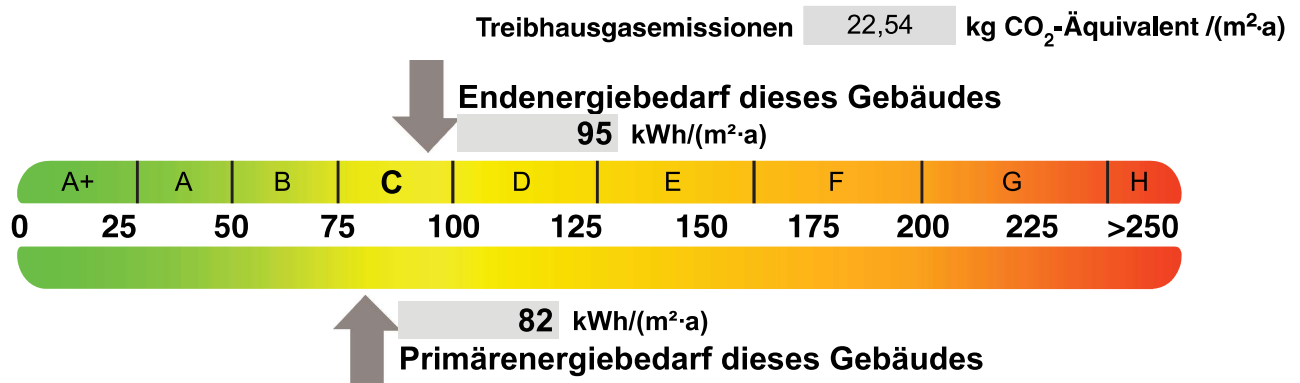 Treibhausgasemissionen 22,54 kg CO₂-Äquivalent /(m²·a)
Endenergiebedarf dieses Gebäudes
95 kWh/(m²·a)
A+ A B C D E F G H
0 25 50 75 100 125 150 175 200 225 >250
82 kWh/(m²·a)
Primärenergiebedarf dieses Gebäudes